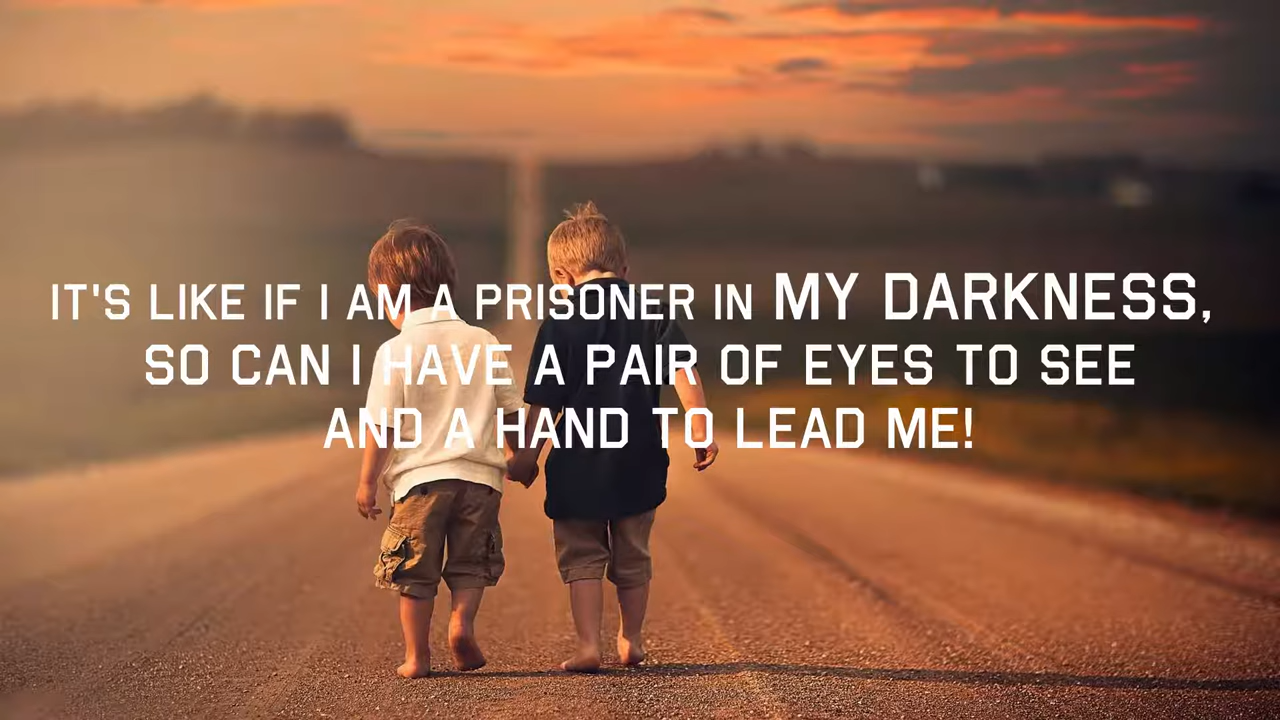 IT'S LIKE IF I AM A PRISONER IN MY DARKNESS,
SO CAN I HAVE A PAIR OF EYES TO SEE
AND A HAND TO LEAD ME!